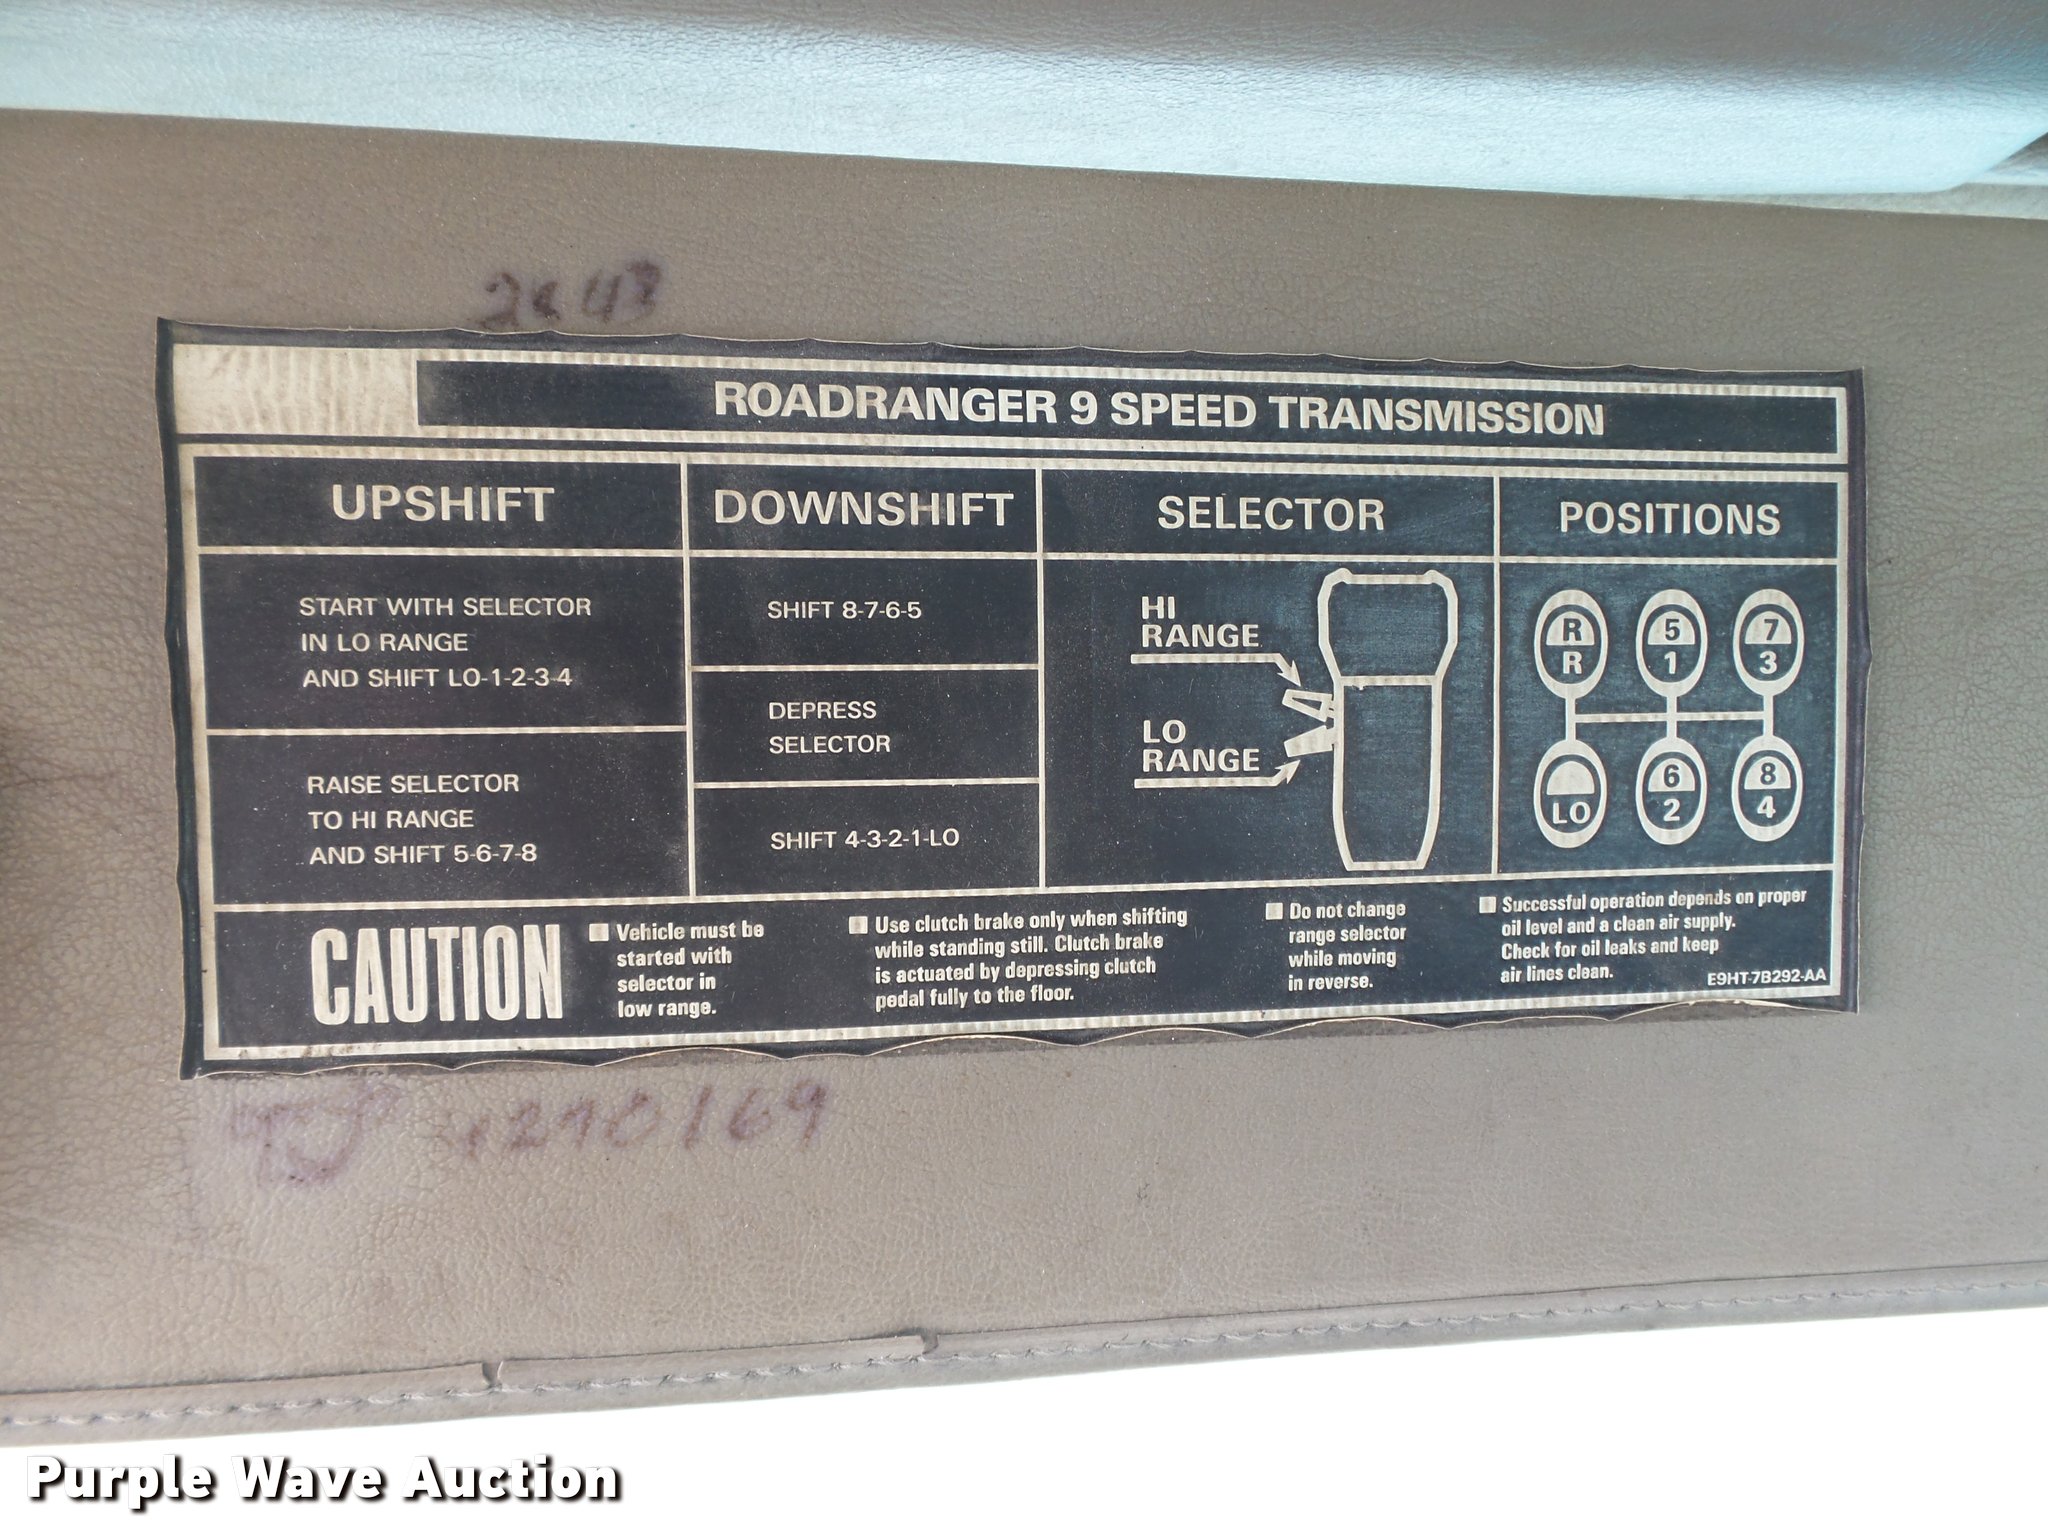 ROADRANGER 9 SPEED TRANSMISSION
UPSHIFT
START WITH SELECTOR
IN LO RANGE
AND SHIFT LO-1-2-3-4
RAISE SELECTOR
TO HI RANGE
AND SHIFT 5-6-7-8
DOWNSHIFT
SHIFT 8-7-6-5
DEPRESS
SELECTOR
SHIFT 4-3-2-1-LO
SELECTOR
HI
RANGE
LO
RANGE
POSITIONS
R 5 7
R 1 3
6 8
LO 2 4
CAUTION
■ Vehicle must be
started with
selector in
low range.
■ Use clutch brake only when shifting
while standing still. Clutch brake
is actuated by depressing clutch
pedal fully to the floor.
■ Do not change
range selector
while moving
in reverse.
■ Successful operation depends on proper
oil level and a clean air supply.
Check for oil leaks and keep
air lines clean.
E9HT-7B292-AA
Purple Wave Auction